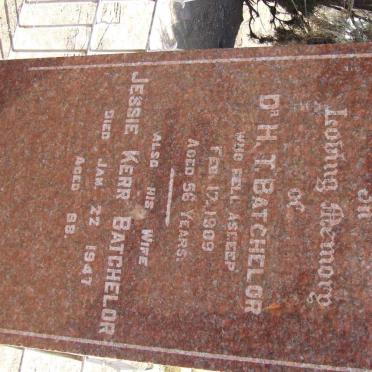 Loving Memory
of
Dr H. T. BATCHELOR
WHO FELL ASLEEP
FEB. 17, 1909
AGED 56 YEARS.
ALSO HIS WIFE
JESSIE KERR BATCHELOR
DIED JAN. 22 1947
AGED 88.